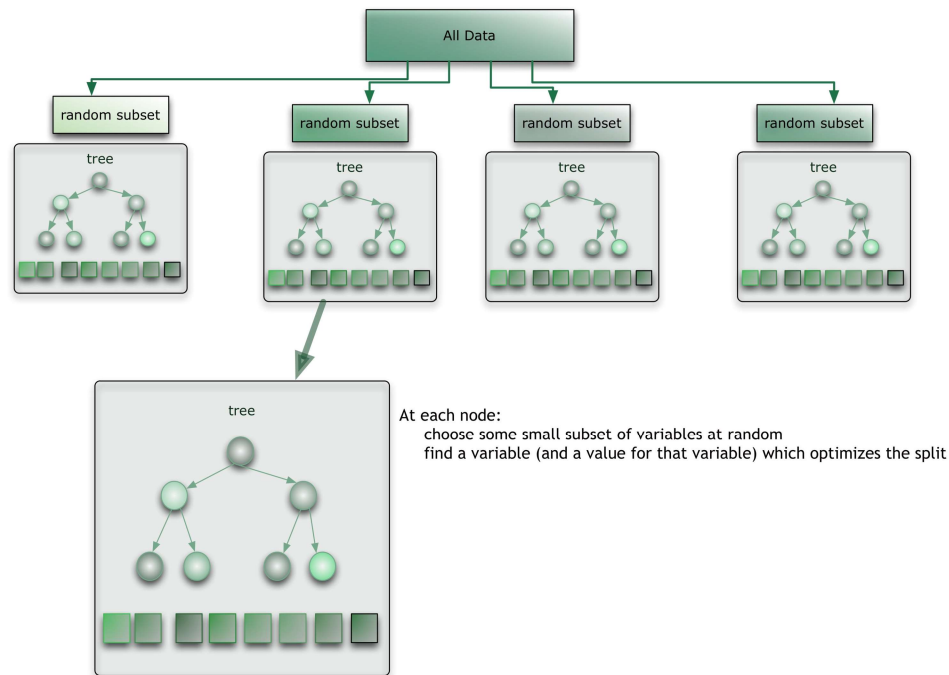 All Data
random subset
random subset
random subset
random subset
tree
tree
tree
tree
tree
At each node:
choose some small subset of variables at random
find a variable (and a value for that variable) which optimizes the split